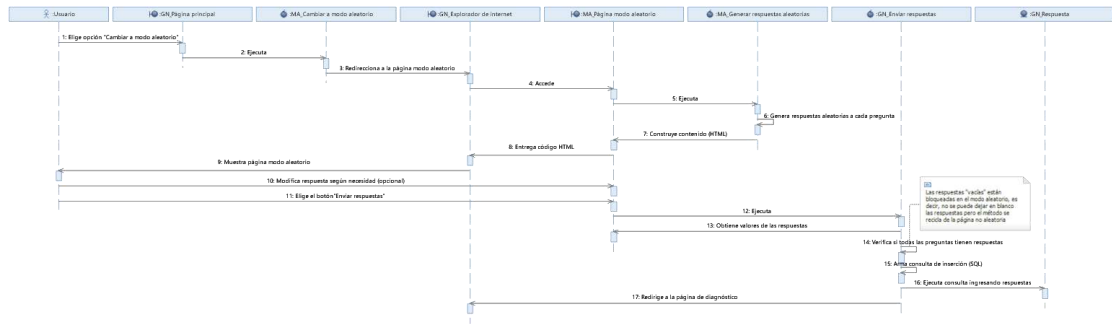 :Usuario
:GN_Página principal
:MA_Cambiar a modo aleatorio
:GN_Explorador de internet
:MA_Página modo aleatorio
:MA_Generar respuestas aleatorias
:GN_Enviar respuestas
:GN_Respuesta
1: Elige opción "Cambiar a modo aleatorio"
2: Ejecuta
3: Redirecciona a la página modo aleatorio
4: Accede
5: Ejecuta
6: Genera respuestas aleatorias a cada pregunta
7: Construye contenido (HTML)
8: Entrega código HTML
9: Muestra página modo aleatorio
10: Modifica respuesta según necesidad (opcional)
11: Elige el botón"Enviar respuestas"
12: Ejecuta
Las respuestas "vacías" están
bloqueadas en el modo aleatorio, es
decir, no se puede dejar en blanco
las respuestas pero el método se
recicla de la página no aleatoria
13: Obtiene valores de las respuestas
14: Verifica si todas las preguntas tienen respuestas
15: Arma consulta de inserción (SQL)
16: Ejecuta consulta ingresando respuestas
17: Redirige a la página de diagnóstico